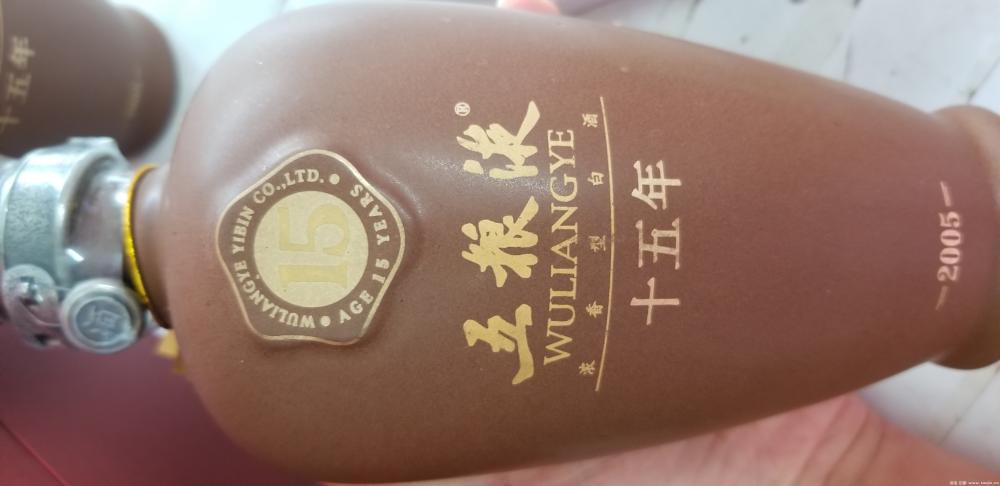 WULIANGYE YIBIN CO.,LTD. •
AGE 15 YEARS •
15
五粮液®
WULIANGYE
浓香型白酒
十五年
—2005—
十五年